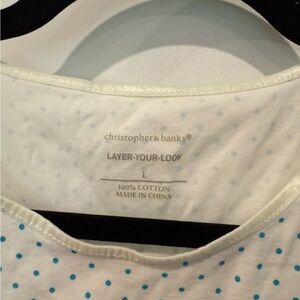 christopher & banks®
LAYER-YOUR-LOOK
L
100% COTTON
MADE IN CHINA